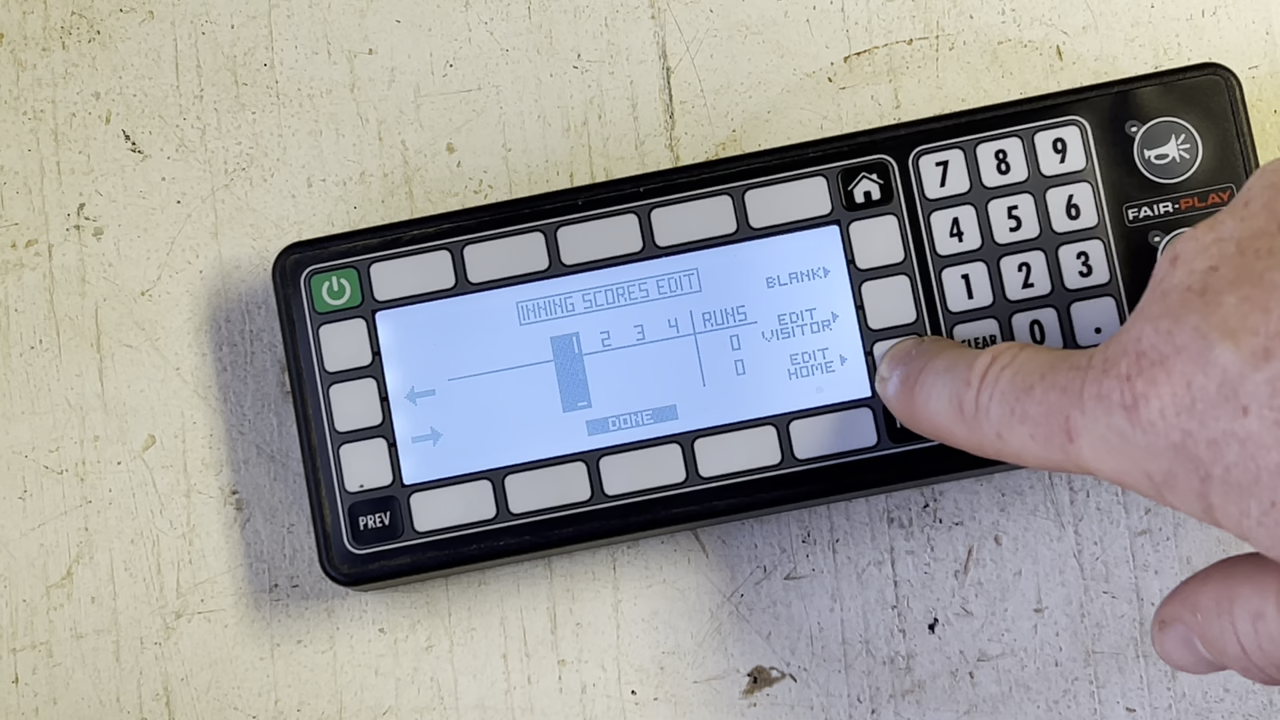 7 8 9
4 5 6
1 2 3
CLEAR 0 .
FAIR-PLAY
INNING SCORES EDIT
BLANK
1 2 3 4 RUNS
EDIT
VISITOR
0
0
EDIT
HOME
DONE
PREV